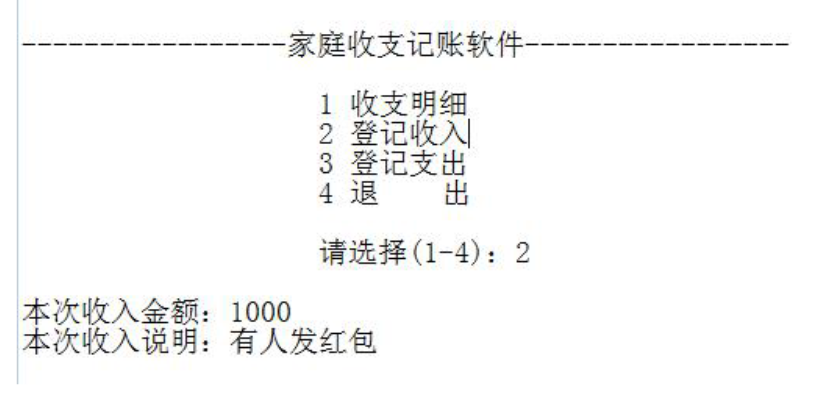 -----------------家庭收支记账软件-----------------
1 收支明细
2 登记收入
3 登记支出
4 退    出
请选择(1-4)：2
本次收入金额：1000
本次收入说明：有人发红包